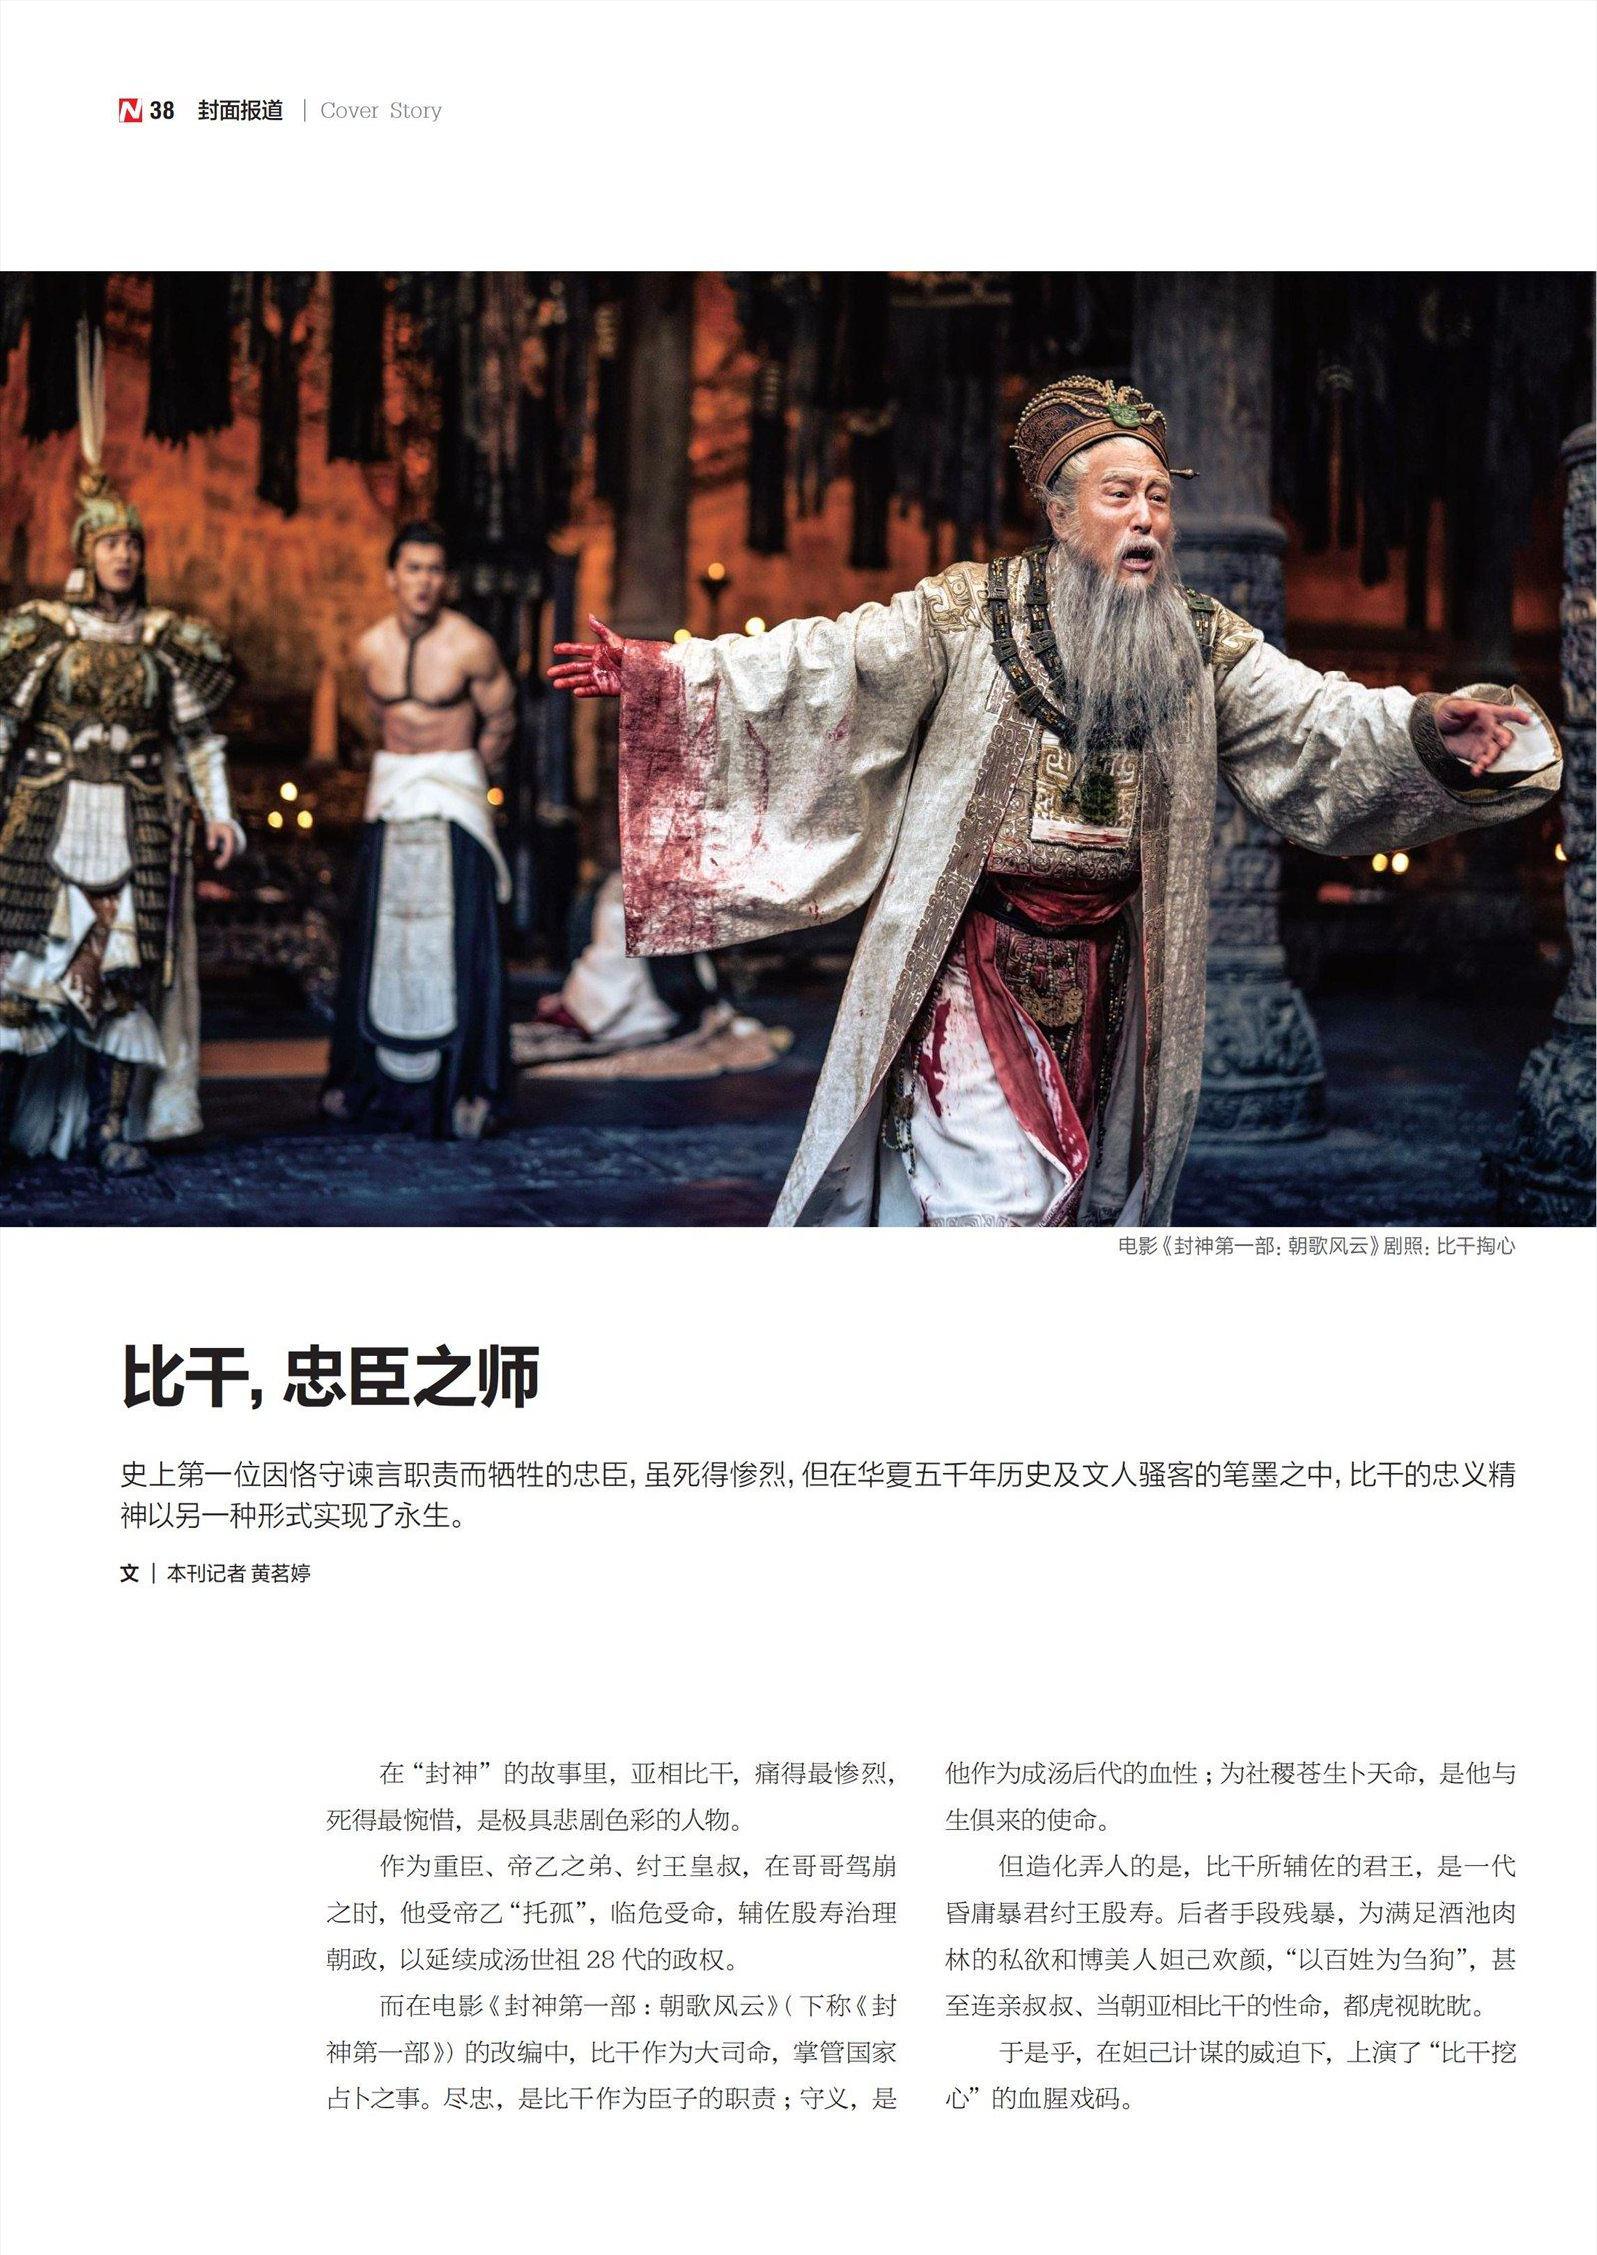 N 38 封面报道 | Cover Story
电影《封神第一部：朝歌风云》剧照：比干掏心
比干，忠臣之师
史上第一位因恪守谏言职责而牺牲的忠臣，虽死得惨烈，但在华夏五千年历史及文人骚客的笔墨之中，比干的忠义精
神以另一种形式实现了永生。
文 | 本刊记者 黄茗婷
在“封神”的故事里，亚相比干，痛得最惨烈，
死得最惋惜，是极具悲剧色彩的人物。
作为重臣、帝乙之弟、纣王皇叔，在哥哥驾崩
之时，他受帝乙“托孤”，临危受命，辅佐殷寿治理
朝政，以延续成汤世祖 28 代的政权。
而在电影《封神第一部：朝歌风云》（下称《封
神第一部》）的改编中，比干作为大司命，掌管国家
占卜之事。尽忠，是比干作为臣子的职责；守义，是
他作为成汤后代的血性；为社稷苍生卜天命，是他与
生俱来的使命。
但造化弄人的是，比干所辅佐的君王，是一代
昏庸暴君纣王殷寿。后者手段残暴，为满足酒池肉
林的私欲和博美人妲己欢颜，“以百姓为刍狗”，甚
至连亲叔叔、当朝亚相比干的性命，都虎视眈眈。
于是乎，在妲己计谋的威迫下，上演了“比干挖
心”的血腥戏码。